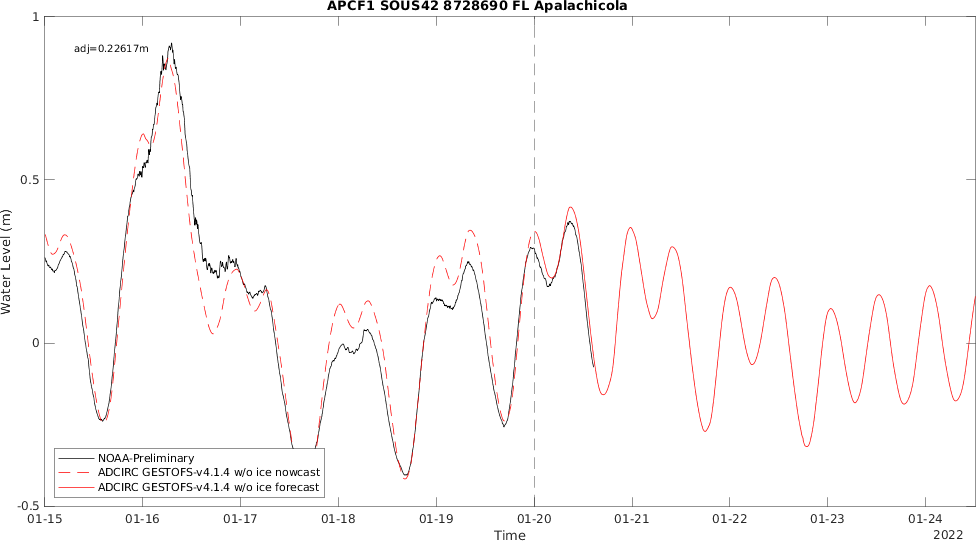 APCF1 SOUS42 8728690 FL Apalachicola
adj=0.22617m
Water Level (m)
1
0.5
0
-0.5
NOAA-Preliminary
ADCIRC GESTOFS-v4.1.4 w/o ice nowcast
ADCIRC GESTOFS-v4.1.4 w/o ice forecast
01-15 01-16 01-17 01-18 01-19 01-20 01-21 01-22 01-23 01-24
Time
2022